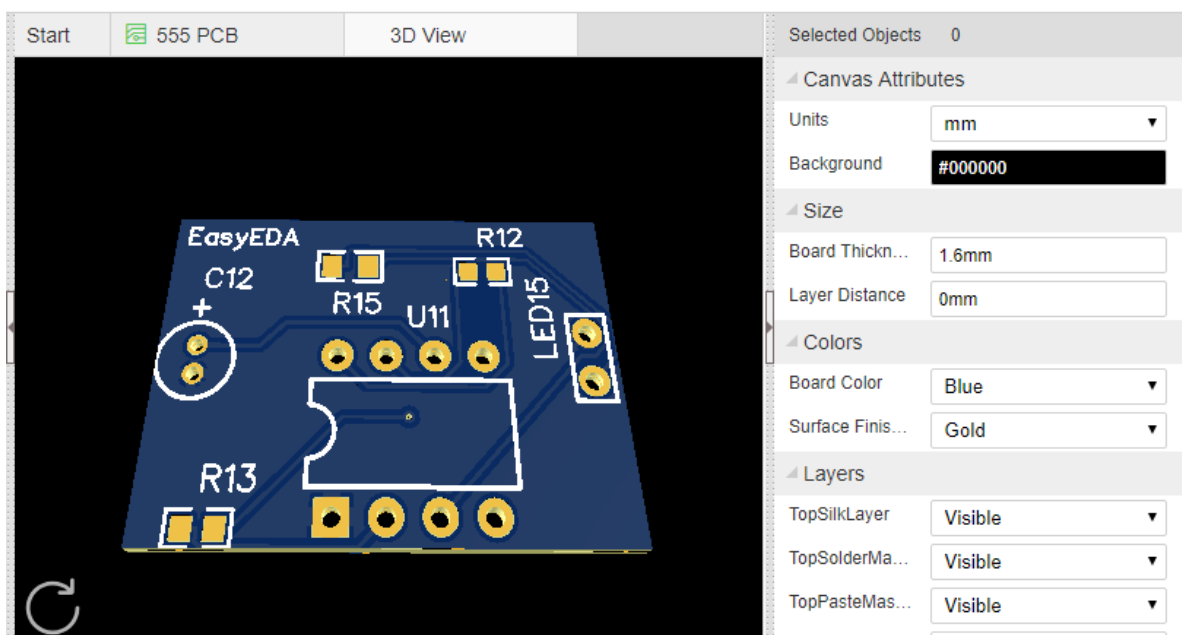 Start
555 PCB
3D View
EasyEDA
R12
C12
+
R15
U11
LED15
R13
Selected Objects 0
Canvas Attributes
Units mm
Background #000000
Size
Board Thickn... 1.6mm
Layer Distance 0mm
Colors
Board Color Blue
Surface Finis... Gold
Layers
TopSilkLayer Visible
TopSolderMa... Visible
TopPasteMas... Visible